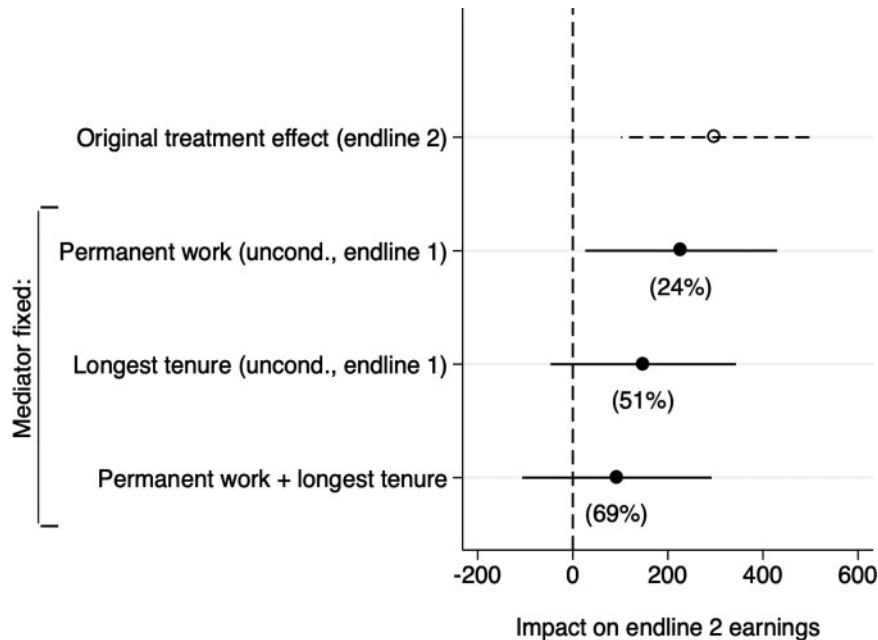 Original treatment effect (endline 2)
Mediator fixed:
Permanent work (uncond., endline 1)
(24%)
Longest tenure (uncond., endline 1)
(51%)
Permanent work + longest tenure
(69%)
-200 0 200 400 600
Impact on endline 2 earnings